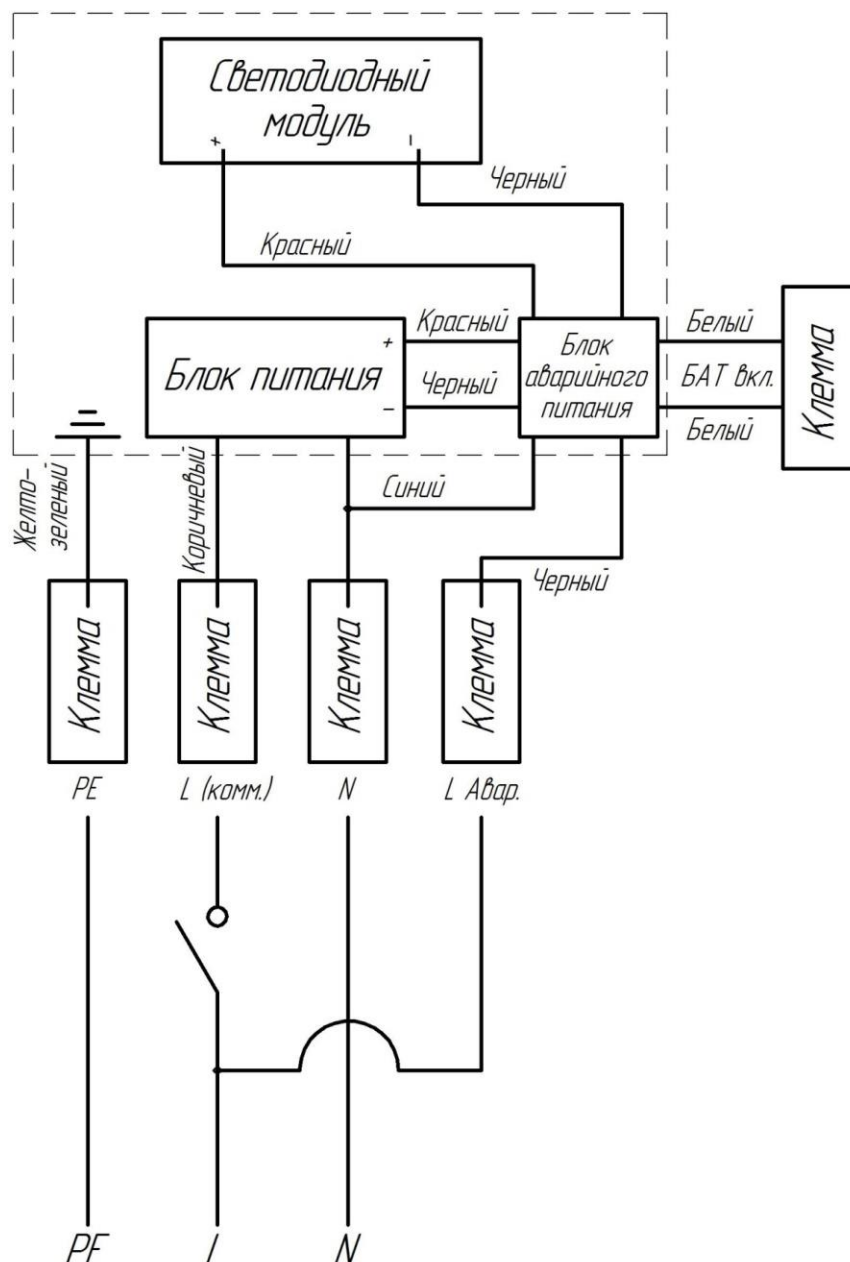 Светодиодный
модуль
+
-
Черный
Красный
Красный
Черный
Блок питания
+
-
Блок
аварийного
питания
Белый
БАТ вкл.
Белый
Клемма
Желто-
зеленый
Коричневый
Синий
Черный
Клемма
Клемма
Клемма
Клемма
PE
L (комм.)
N
L Авар.
PE
L
N